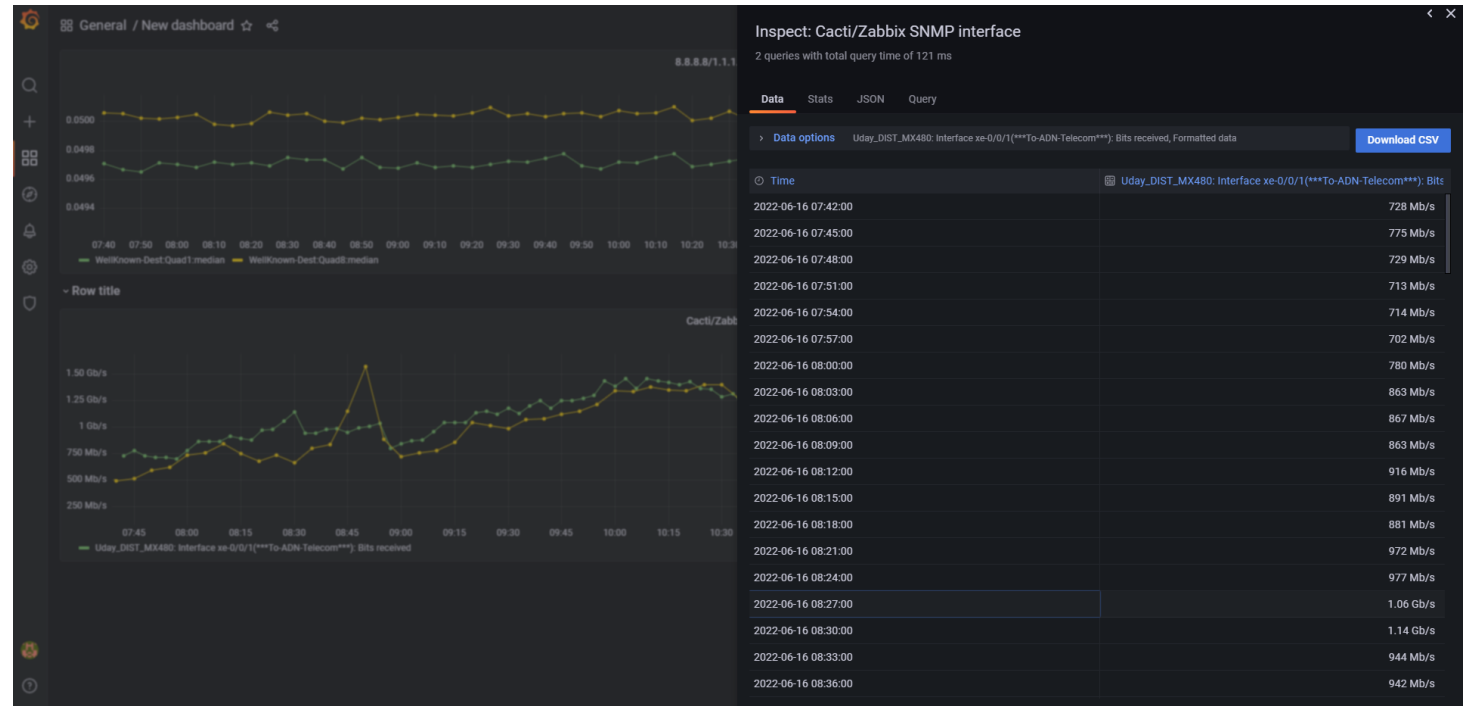 General / New dashboard
8.8.8.8/1.1.1
0.0500
0.0498
0.0496
0.0494
07:40 07:50 08:00 08:10 08:20 08:30 08:40 08:50 09:00 09:10 09:20 09:30 09:40 09:50 10:00 10:10 10:20 10:30
WellKnown-Dest:Quad1:median WellKnown-Dest:Quad8:median
Row title
Cacti/Zabb
1.50 Gb/s
1.25 Gb/s
1 Gb/s
750 Mb/s
500 Mb/s
250 Mb/s
07:45 08:00 08:15 08:30 08:45 09:00 09:15 09:30 09:45 10:00 10:15 10:30
Uday_DIST_MX480: Interface xe-0/0/1(***To-ADN-Telecom***): Bits received
Inspect: Cacti/Zabbix SNMP interface
2 queries with total query time of 121 ms
Data Stats JSON Query
Data options Uday_DIST_MX480: Interface xe-0/0/1(***To-ADN-Telecom***): Bits received, Formatted data Download CSV
Time Uday_DIST_MX480: Interface xe-0/0/1(***To-ADN-Telecom***): Bits
2022-06-16 07:42:00 728 Mb/s
2022-06-16 07:45:00 775 Mb/s
2022-06-16 07:48:00 729 Mb/s
2022-06-16 07:51:00 713 Mb/s
2022-06-16 07:54:00 714 Mb/s
2022-06-16 07:57:00 702 Mb/s
2022-06-16 08:00:00 780 Mb/s
2022-06-16 08:03:00 863 Mb/s
2022-06-16 08:06:00 867 Mb/s
2022-06-16 08:09:00 863 Mb/s
2022-06-16 08:12:00 916 Mb/s
2022-06-16 08:15:00 891 Mb/s
2022-06-16 08:18:00 881 Mb/s
2022-06-16 08:21:00 972 Mb/s
2022-06-16 08:24:00 977 Mb/s
2022-06-16 08:27:00 1.06 Gb/s
2022-06-16 08:30:00 1.14 Gb/s
2022-06-16 08:33:00 944 Mb/s
2022-06-16 08:36:00 942 Mb/s